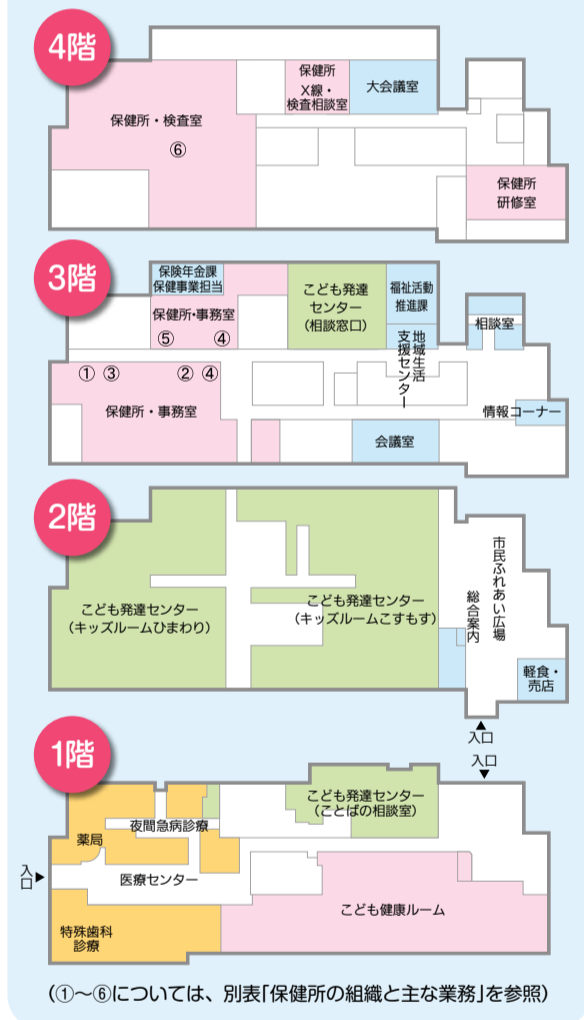 4階
保健所
X線・
検査相談室
大会議室
保健所・検査室
⑥
保健所
研修室
3階
保険年金課
保健事業担当
保健所・事務室
⑤ ④
こども発達
センター
（相談窓口）
福祉活動
推進課
地域生活
支援センター
相談室
① ③ ② ④
保健所・事務室
会議室
情報コーナー
2階
こども発達センター
（キッズルームひまわり）
こども発達センター
（キッズルームこすもす）
市民ふれあい広場
総合案内
軽食・
売店
▲
入口
1階
入口
▼
こども発達センター
（ことばの相談室）
夜間急病診療
薬局
入口▶
医療センター
こども健康ルーム
特殊歯科
診療
（①〜⑥については、別表「保健所の組織と主な業務」を参照）